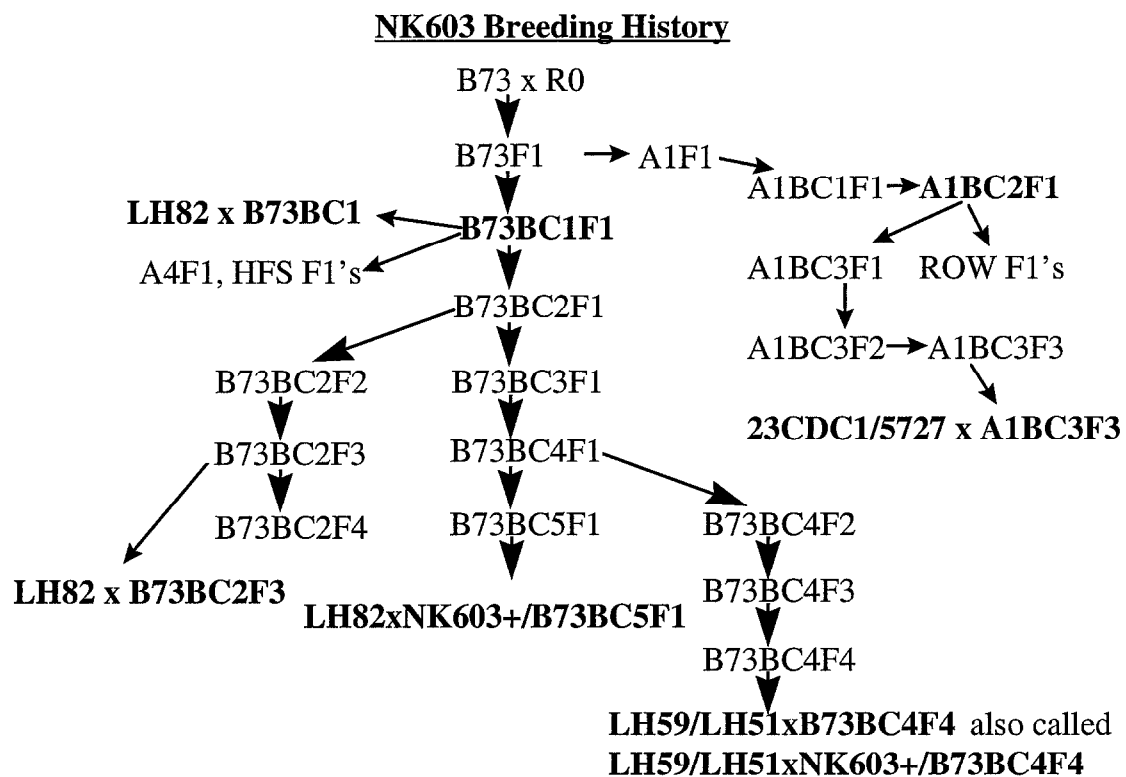 NK603 Breeding History
B73 x R0
B73F1
A1F1
A1BC1F1
A1BC2F1
LH82 x B73BC1
B73BC1F1
A4F1, HFS F1's
A1BC3F1
ROW F1's
B73BC2F1
A1BC3F2
A1BC3F3
B73BC2F2
B73BC3F1
23CDC1/5727 x A1BC3F3
B73BC2F3
B73BC4F1
B73BC2F4
B73BC5F1
B73BC4F2
LH82 x B73BC2F3
B73BC4F3
LH82xNK603+/B73BC5F1
B73BC4F4
LH59/LH51xB73BC4F4 also called
LH59/LH51xNK603+/B73BC4F4